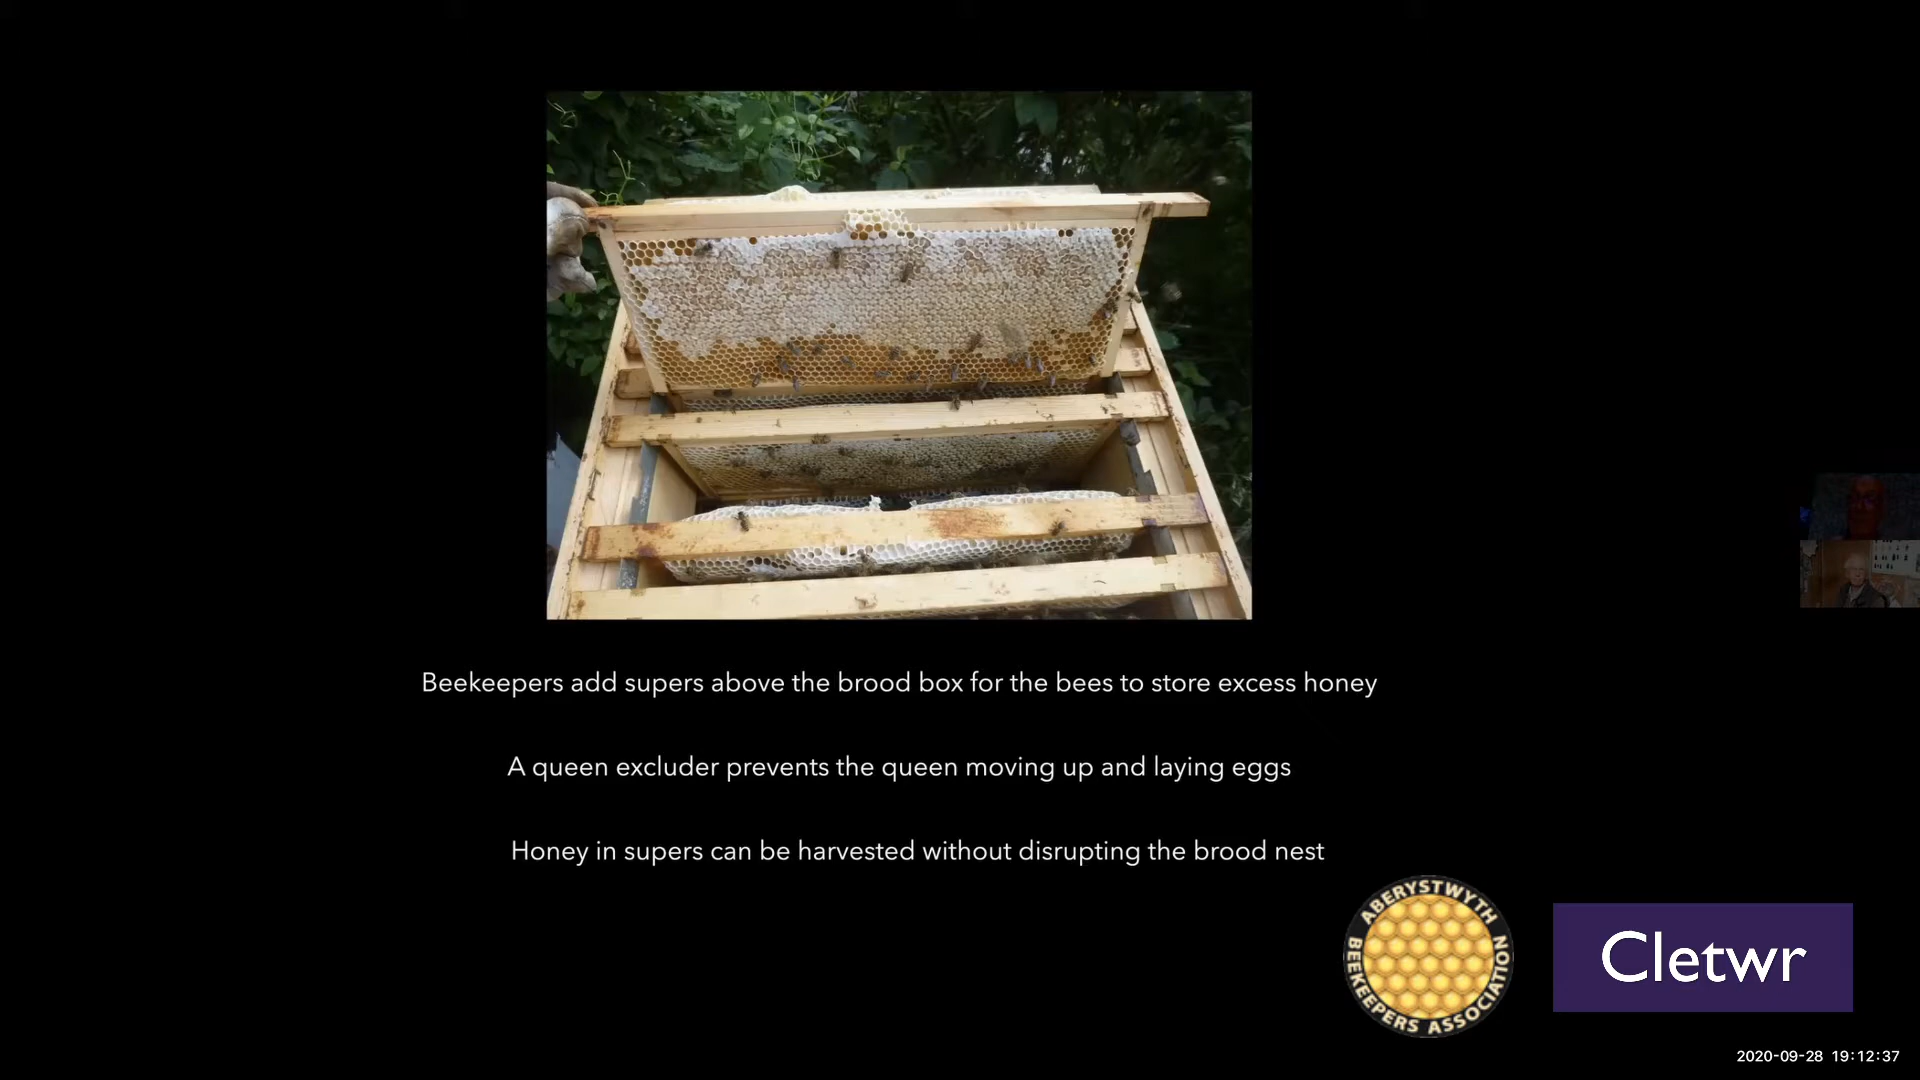 Beekeepers add supers above the brood box for the bees to store excess honey
A queen excluder prevents the queen moving up and laying eggs
Honey in supers can be harvested without disrupting the brood nest
ABERYSTWYTH
BEEKEEPERS ASSOCIATION
Cletwr
2020-09-28 19:12:37